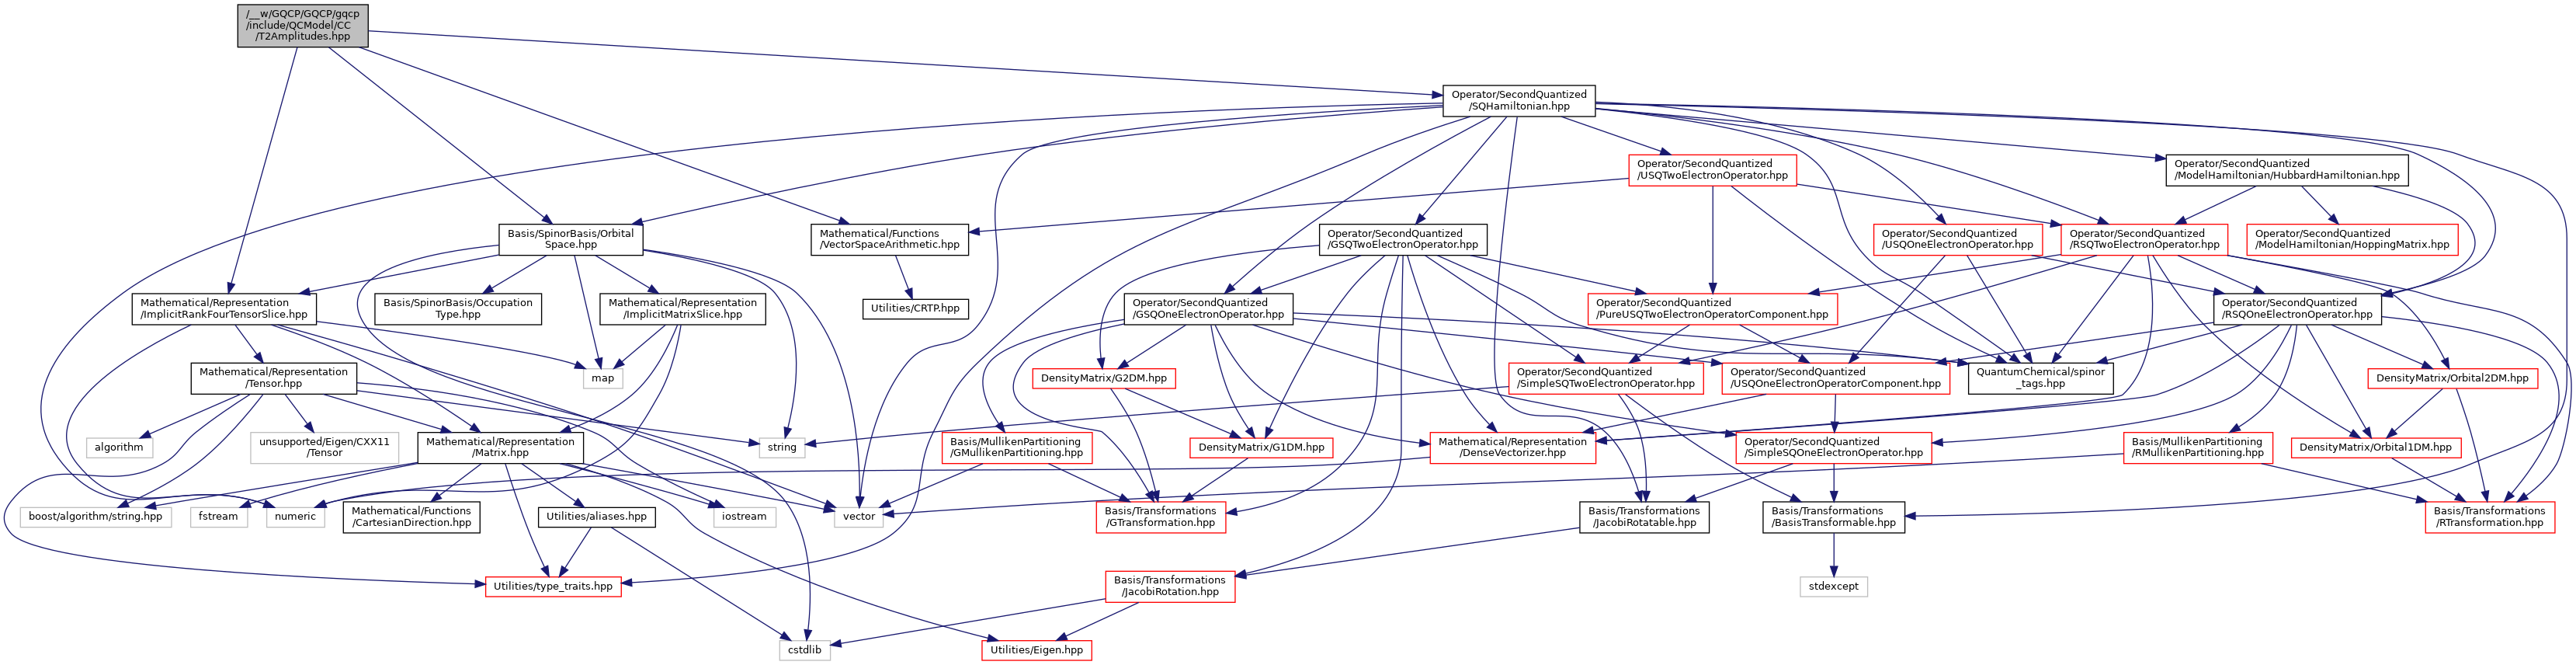 /__w/GQCP/GQCP/gqcp
/include/QCModel/CC
/T2Amplitudes.hpp
Operator/SecondQuantized
/SQHamiltonian.hpp
Operator/SecondQuantized
/USQTwoElectronOperator.hpp
Operator/SecondQuantized
/ModelHamiltonian/HubbardHamiltonian.hpp
Basis/SpinorBasis/Orbital
Space.hpp
Mathematical/Functions
/VectorSpaceArithmetic.hpp
Operator/SecondQuantized
/GSQTwoElectronOperator.hpp
Operator/SecondQuantized
/USQOneElectronOperator.hpp
Operator/SecondQuantized
/RSQTwoElectronOperator.hpp
Operator/SecondQuantized
/ModelHamiltonian/HoppingMatrix.hpp
Mathematical/Representation
/ImplicitRankFourTensorSlice.hpp
Basis/SpinorBasis/Occupation
Type.hpp
Mathematical/Representation
/ImplicitMatrixSlice.hpp
Utilities/CRTP.hpp
Operator/SecondQuantized
/GSQOneElectronOperator.hpp
Operator/SecondQuantized
/PureUSQTwoElectronOperatorComponent.hpp
Operator/SecondQuantized
/RSQOneElectronOperator.hpp
Mathematical/Representation
/Tensor.hpp
map
DensityMatrix/G2DM.hpp
Operator/SecondQuantized
/SimpleSQTwoElectronOperator.hpp
Operator/SecondQuantized
/USQOneElectronOperatorComponent.hpp
QuantumChemical/spinor
_tags.hpp
DensityMatrix/Orbital2DM.hpp
algorithm
unsupported/Eigen/CXX11
/Tensor
Mathematical/Representation
/Matrix.hpp
string
Basis/MullikenPartitioning
/GMullikenPartitioning.hpp
DensityMatrix/G1DM.hpp
Mathematical/Representation
/DenseVectorizer.hpp
Operator/SecondQuantized
/SimpleSQOneElectronOperator.hpp
Basis/MullikenPartitioning
/RMullikenPartitioning.hpp
DensityMatrix/Orbital1DM.hpp
boost/algorithm/string.hpp
fstream
numeric
Mathematical/Functions
/CartesianDirection.hpp
Utilities/aliases.hpp
iostream
vector
Basis/Transformations
/GTransformation.hpp
Basis/Transformations
/JacobiRotatable.hpp
Basis/Transformations
/BasisTransformable.hpp
Basis/Transformations
/RTransformation.hpp
Utilities/type_traits.hpp
Basis/Transformations
/JacobiRotation.hpp
stdexcept
cstdlib
Utilities/Eigen.hpp